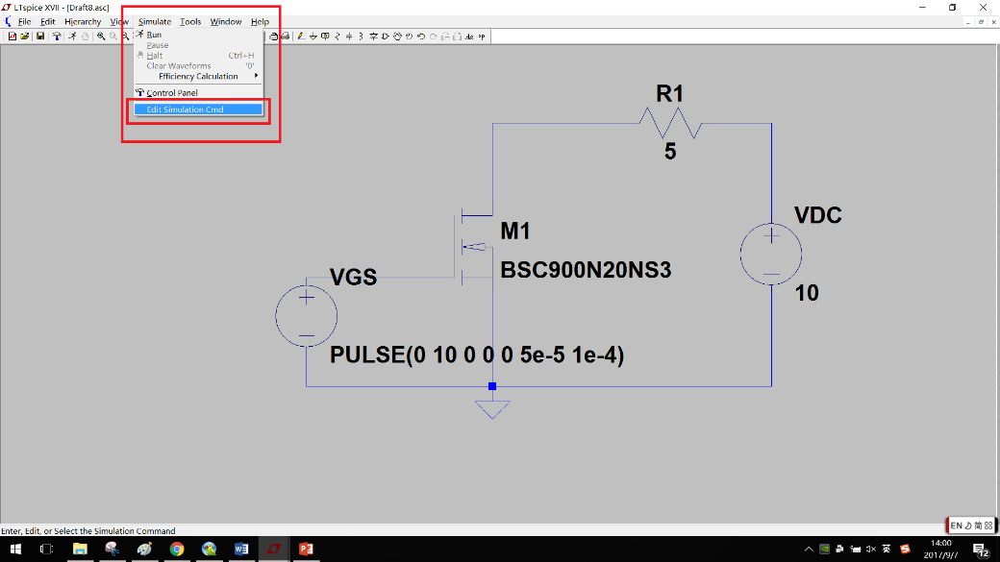 LTspice XVII - [Draft8.asc]
File Edit Hierarchy View Simulate Tools Window Help
Run
Pause
Halt Ctrl+H
Clear Waveforms '0'
Efficiency Calculation
Control Panel
Edit Simulation Cmd
R1
5
VDC
10
M1
BSC900N20NS3
VGS
PULSE(0 10 0 0 0 5e-5 1e-4)
Enter, Edit, or Select the Simulation Command
EN 简
英
14:00
2017/9/7
12